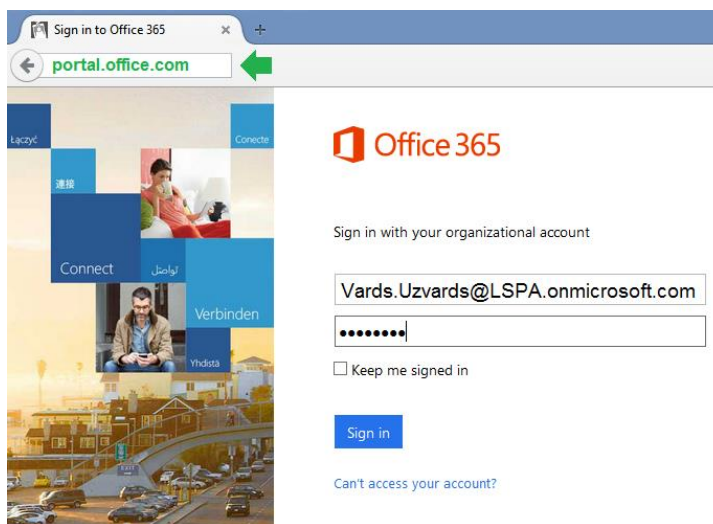 Sign in to Office 365
portal.office.com
Łączyć
Conecte
連接
Connect
تواصل
Verbinden
Yhdistä
EXIT
Office 365
Sign in with your organizational account
Vards.Uzvards@LSPA.onmicrosoft.com
••••••••
Keep me signed in
Sign in
Can't access your account?